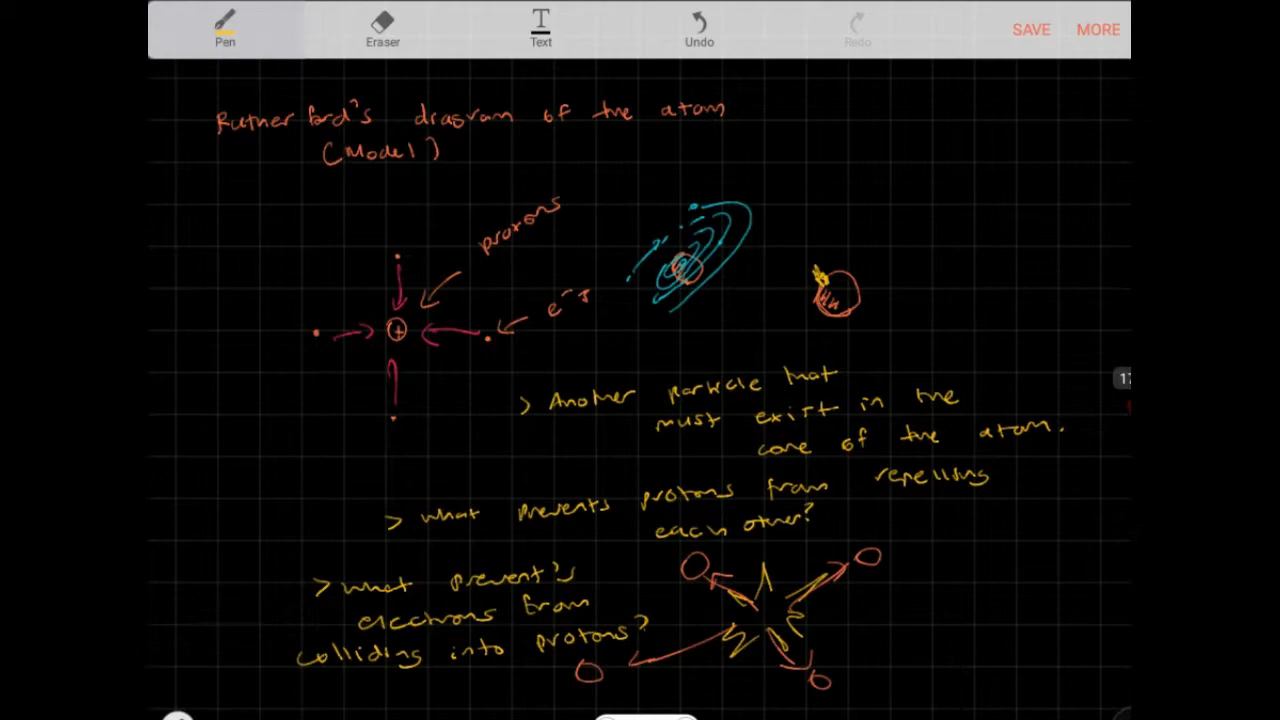 Pen
Eraser
Text
Undo
Redo
SAVE
MORE
Rutherford's diagram of the atom
(Model)
protons
e-'s
+
17
> Another particle that
must exist in the
core of the atom.
> what prevents protons from repelling
each other?
> what prevent's
electrons from
colliding into protons?